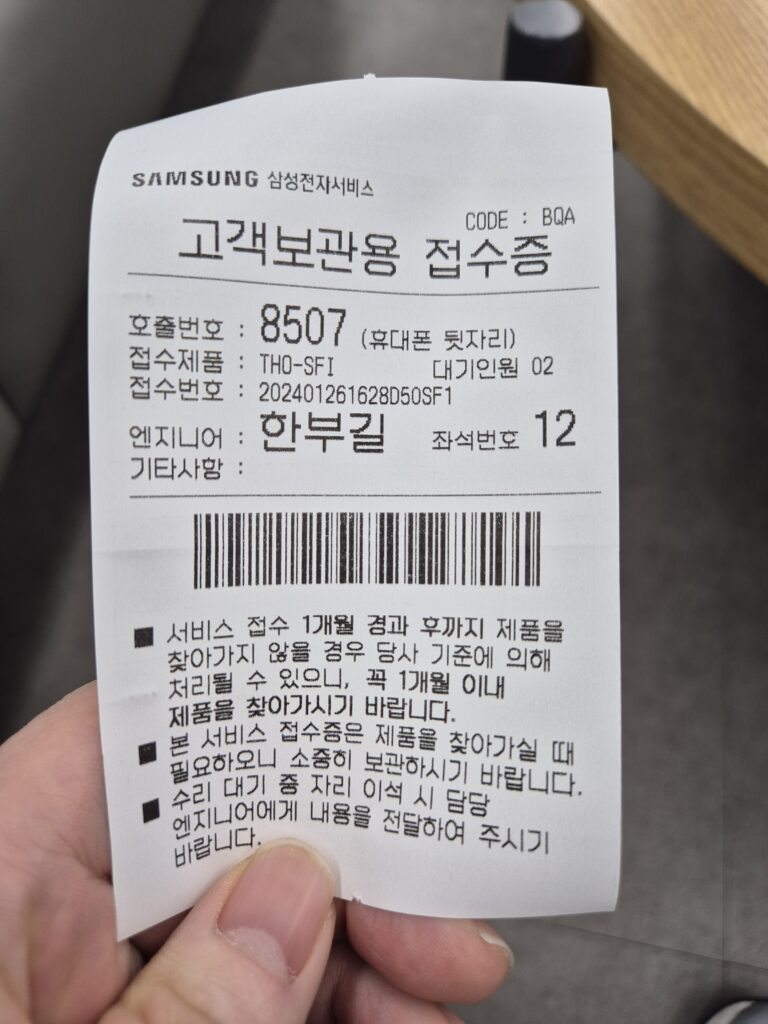 SAMSUNG 삼성전자서비스
CODE : BQA
고객보관용 접수증
호출번호 : 8507 (휴대폰 뒷자리)
접수제품 : THO-SFI 대기인원 02
접수번호 : 202401261628D50SF1
엔지니어 : 한부길 좌석번호 12
기타사항 :
■ 서비스 접수 1개월 경과 후까지 제품을
찾아가지 않을 경우 당사 기준에 의해
처리될 수 있으니, 꼭 1개월 이내
제품을 찾아가시기 바랍니다.
■ 본 서비스 접수증은 제품을 찾아가실 때
필요하오니 소중히 보관하시기 바랍니다.
■ 수리 대기 중 자리 이석 시 담당
엔지니어에게 내용을 전달하여 주시기
바랍니다.